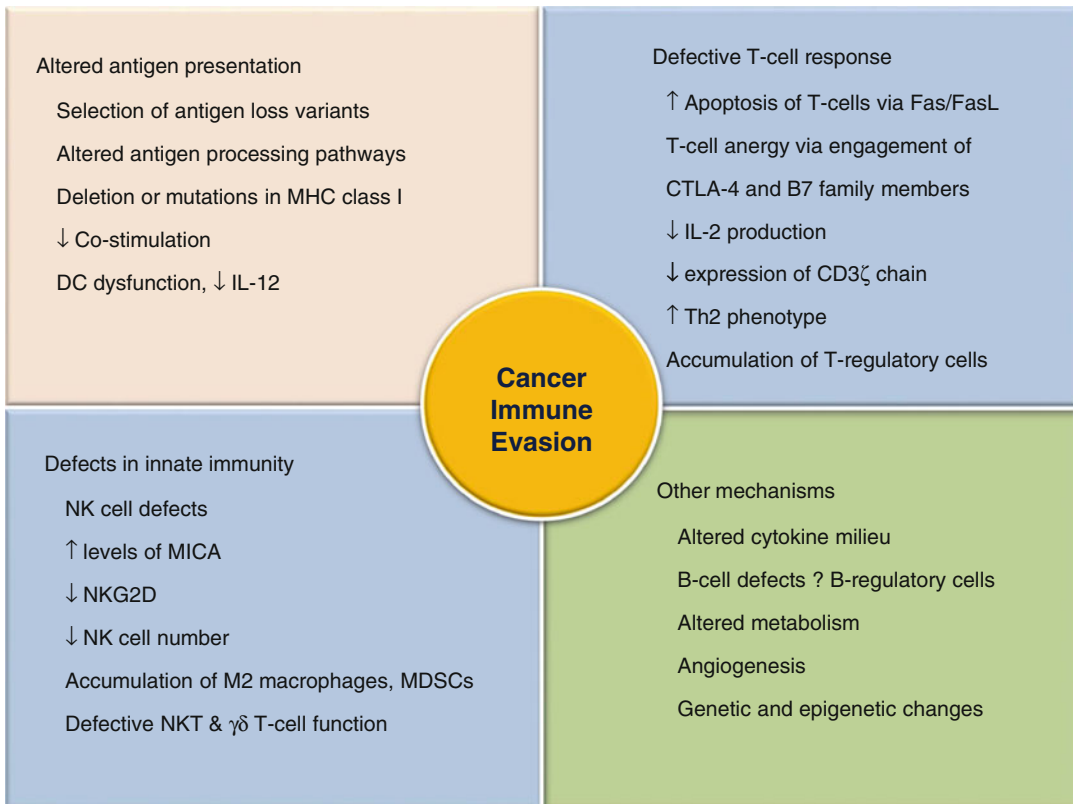 Altered antigen presentation
Selection of antigen loss variants
Altered antigen processing pathways
Deletion or mutations in MHC class I
↓ Co-stimulation
DC dysfunction, ↓ IL-12
Defective T-cell response
↑ Apoptosis of T-cells via Fas/FasL
T-cell anergy via engagement of
CTLA-4 and B7 family members
↓ IL-2 production
↓ expression of CD3ζ chain
↑ Th2 phenotype
Accumulation of T-regulatory cells
Cancer
Immune
Evasion
Defects in innate immunity
NK cell defects
↑ levels of MICA
↓ NKG2D
↓ NK cell number
Accumulation of M2 macrophages, MDSCs
Defective NKT & γδ T-cell function
Other mechanisms
Altered cytokine milieu
B-cell defects ? B-regulatory cells
Altered metabolism
Angiogenesis
Genetic and epigenetic changes